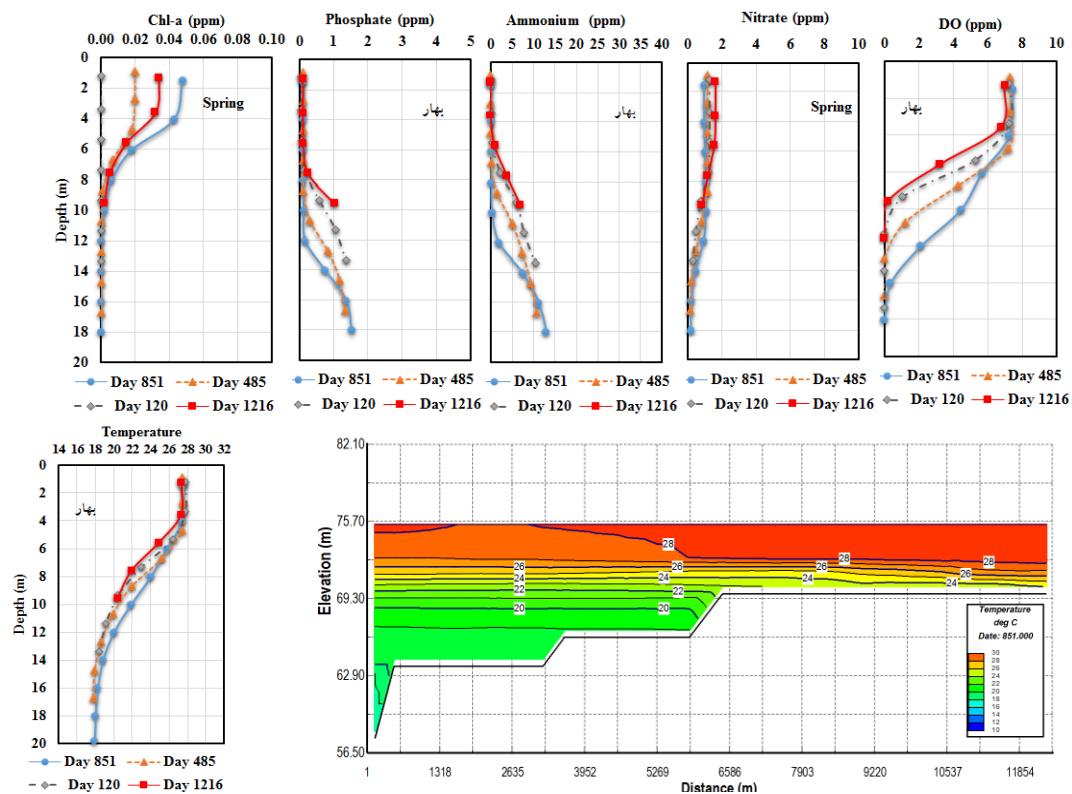 Chl-a (ppm)
0.00 0.02 0.04 0.06 0.08 0.10
0
2
4
6
8
10
12
14
16
18
20
Depth (m)
Spring
Day 851 Day 485
Day 120 Day 1216
Phosphate (ppm)
0 1 2 3 4 5
بهار
Day 851 Day 485
Day 120 Day 1216
Ammonium (ppm)
0 5 10 15 20 25 30 35 40
بهار
Day 851 Day 485
Day 120 Day 1216
Nitrate (ppm)
0 2 4 6 8 10
Spring
Day 851 Day 485
Day 120 Day 1216
DO (ppm)
0 2 4 6 8 10
بهار
Day 851 Day 485
Day 120 Day 1216
Temperature
14 16 18 20 22 24 26 28 30 32
0
2
4
6
8
10
12
14
16
18
20
Depth (m)
بهار
Day 851 Day 485
Day 120 Day 1216
82.10
75.70
69.30
62.90
56.50
Elevation (m)
28 28 28
26 26 26 26
24 24 24 24
22 22
20 20
Temperature
deg C
Date: 851.000
30
28
26
24
22
20
18
16
14
12
10
1 1318 2635 3952 5269 6586 7903 9220 10537 11854
Distance (m)